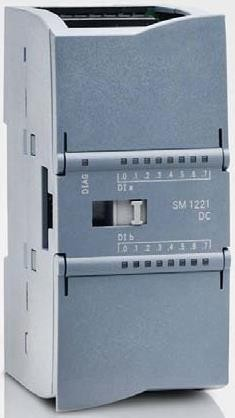 DIAG
.0 .1 .2 .3 .4 .5 .6 .7
DI a
SM 1221
DC
DI b
.0 .1 .2 .3 .4 .5 .6 .7